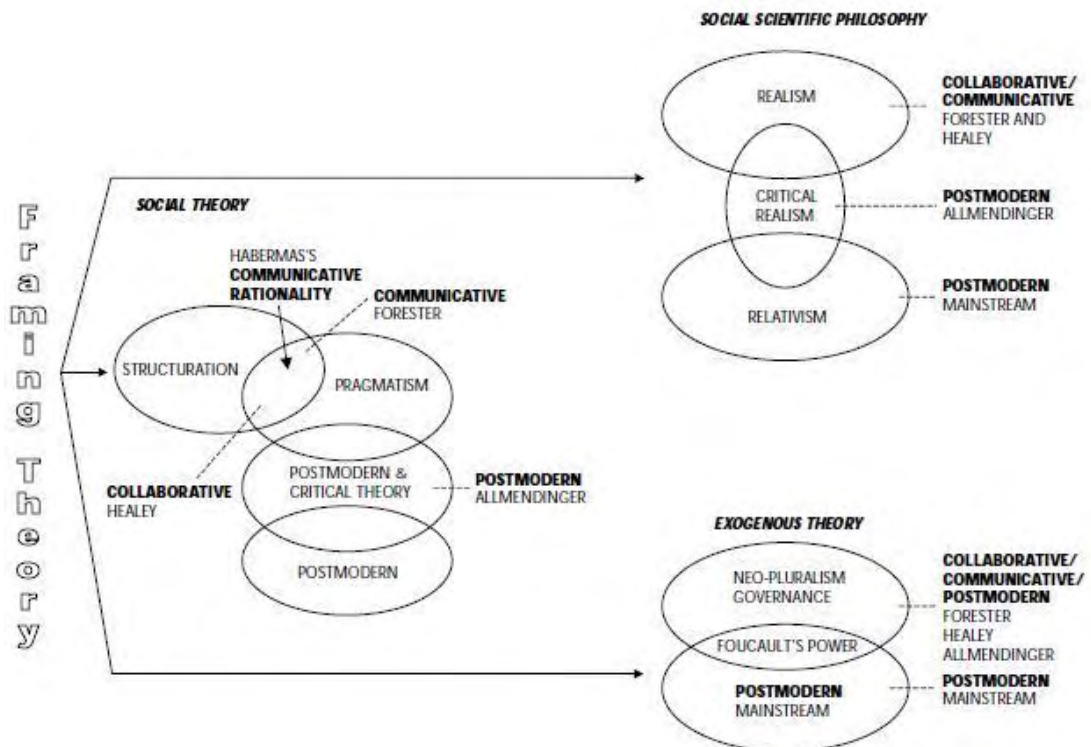 Framing Theory
SOCIAL THEORY
HABERMAS'S
COMMUNICATIVE
RATIONALITY
COMMUNICATIVE
FORESTER
STRUCTURATION
PRAGMATISM
COLLABORATIVE
HEALEY
POSTMODERN &
CRITICAL THEORY
POSTMODERN
ALLMENDINGER
POSTMODERN
SOCIAL SCIENTIFIC PHILOSOPHY
REALISM
COLLABORATIVE/
COMMUNICATIVE
FORESTER AND
HEALEY
CRITICAL
REALISM
POSTMODERN
ALLMENDINGER
RELATIVISM
POSTMODERN
MAINSTREAM
EXOGENOUS THEORY
NEO-PLURALISM
GOVERNANCE
COLLABORATIVE/
COMMUNICATIVE/
POSTMODERN
FORESTER
HEALEY
ALLMENDINGER
FOUCAULT'S POWER
POSTMODERN
MAINSTREAM
POSTMODERN
MAINSTREAM